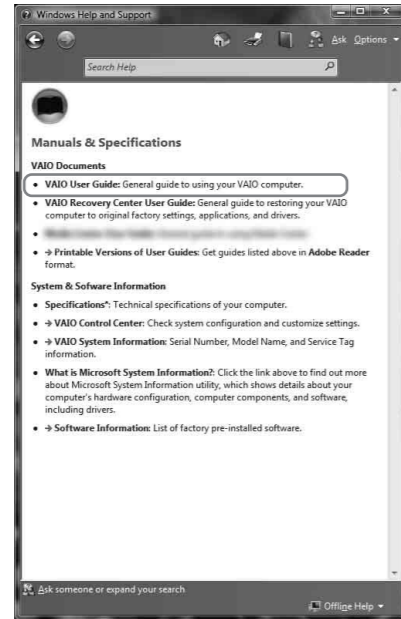 Windows Help and Support
Ask Options
Search Help
Manuals & Specifications
VAIO Documents
• VAIO User Guide: General guide to using your VAIO computer.
• VAIO Recovery Center User Guide: General guide to restoring your VAIO
computer to original factory settings, applications, and drivers.
• → Printable Versions of User Guides: Get guides listed above in Adobe Reader
format.
System & Sofware Information
• Specifications*: Technical specifications of your computer.
• → VAIO Control Center: Check system configuration and customize settings.
• → VAIO System Information: Serial Number, Model Name, and Service Tag
information.
• What is Microsoft System Information?: Click the link above to find out more
about Microsoft System Information utility, which shows details about your
computer's hardware configuration, computer components, and software,
including drivers.
• → Software Information: List of factory pre-installed software.
Ask someone or expand your search
Offline Help